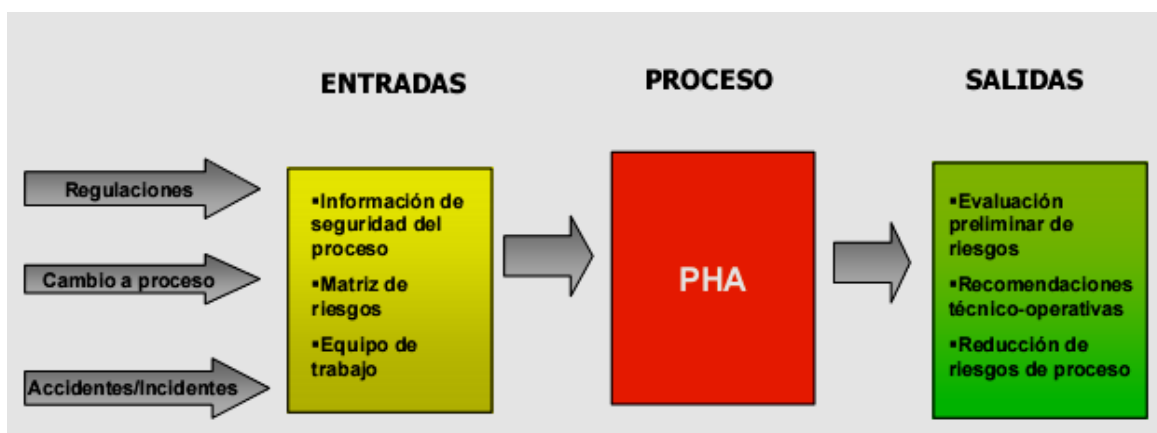 ENTRADAS
PROCESO
SALIDAS
Regulaciones
Cambio a proceso
Accidentes/Incidentes
▪Información de
seguridad del
proceso
▪Matriz de
riesgos
▪Equipo de
trabajo
PHA
▪Evaluación
preliminar de
riesgos
▪Recomendaciones
técnico-operativas
▪Reducción de
riesgos de proceso